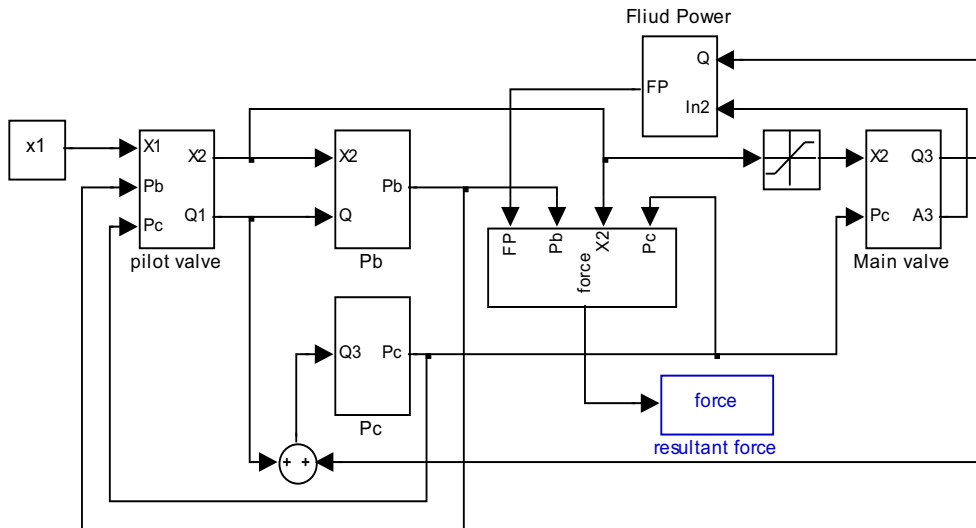 Fliud Power
Q
FP
In2
x1
X1
X2
Pb
Q1
Pc
pilot valve
X2
Pb
Q
Pb
FP
Pb
X2
Pc
force
X2
Q3
Pc
A3
Main valve
Q3
Pc
Pc
+ +
force
resultant force